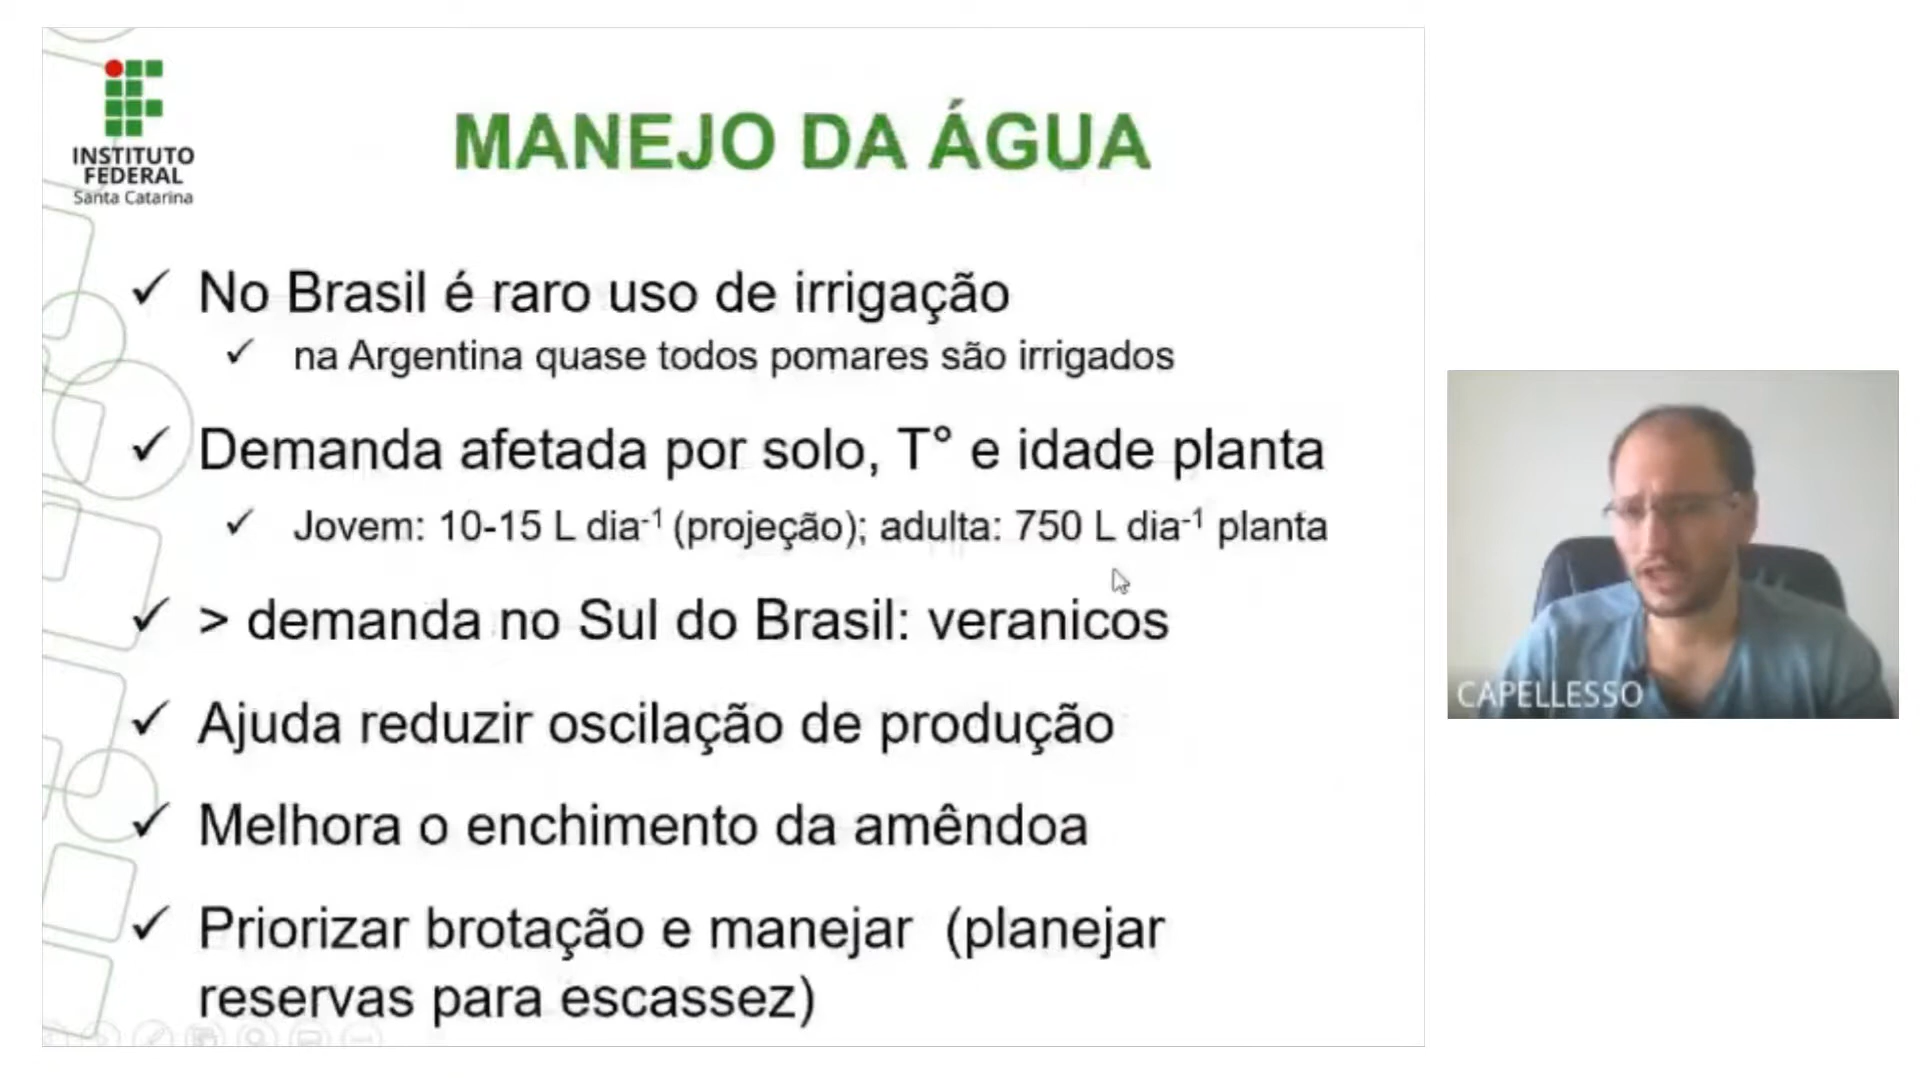 INSTITUTO
FEDERAL
Santa Catarina
MANEJO DA ÁGUA
✓ No Brasil é raro uso de irrigação
✓ na Argentina quase todos pomares são irrigados
✓ Demanda afetada por solo, T° e idade planta
✓ Jovem: 10-15 L dia⁻¹ (projeção); adulta: 750 L dia⁻¹ planta
✓ > demanda no Sul do Brasil: veranicos
✓ Ajuda reduzir oscilação de produção
✓ Melhora o enchimento da amêndoa
✓ Priorizar brotação e manejar (planejar
reservas para escassez)
CAPELLESSO